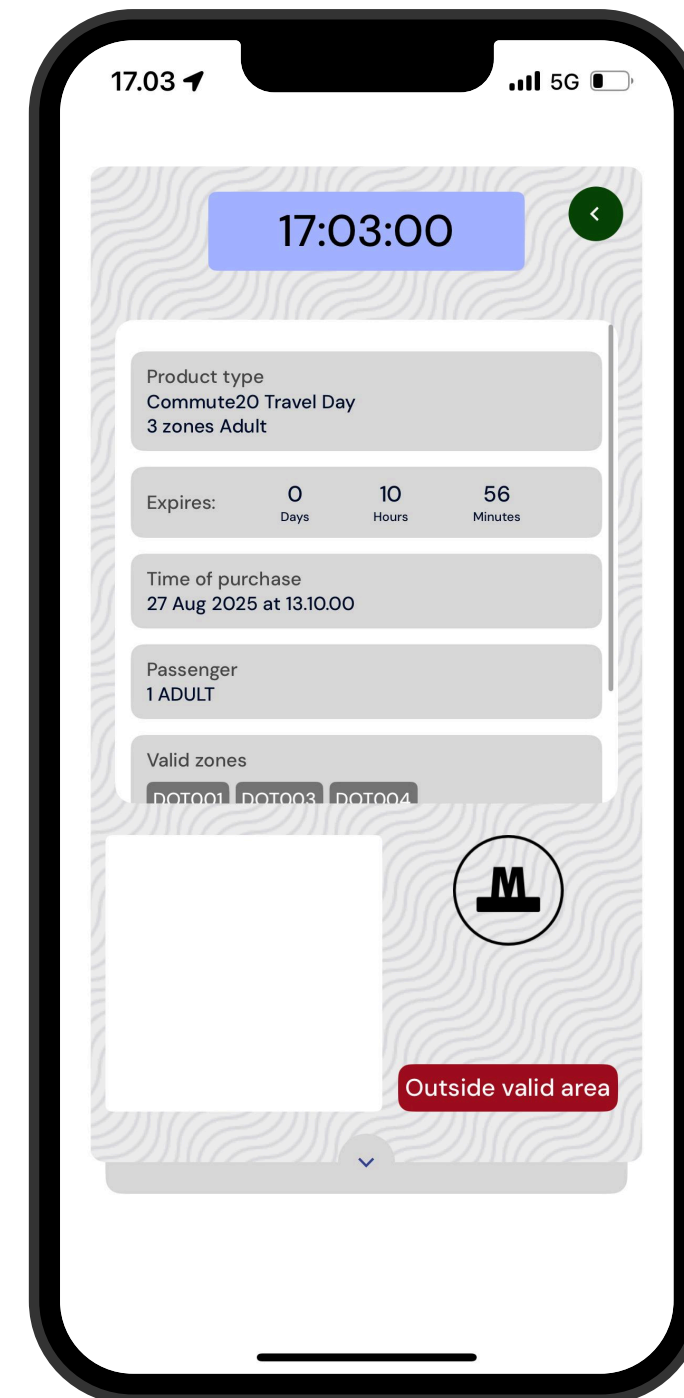 17.03
5G
17:03:00
Product type
Commute20 Travel Day
3 zones Adult
Expires:
0
10
56
Days
Hours
Minutes
Time of purchase
27 Aug 2025 at 13.10.00
Passenger
1 ADULT
Valid zones
DOT001 DOT003 DOT004
M
Outside valid area